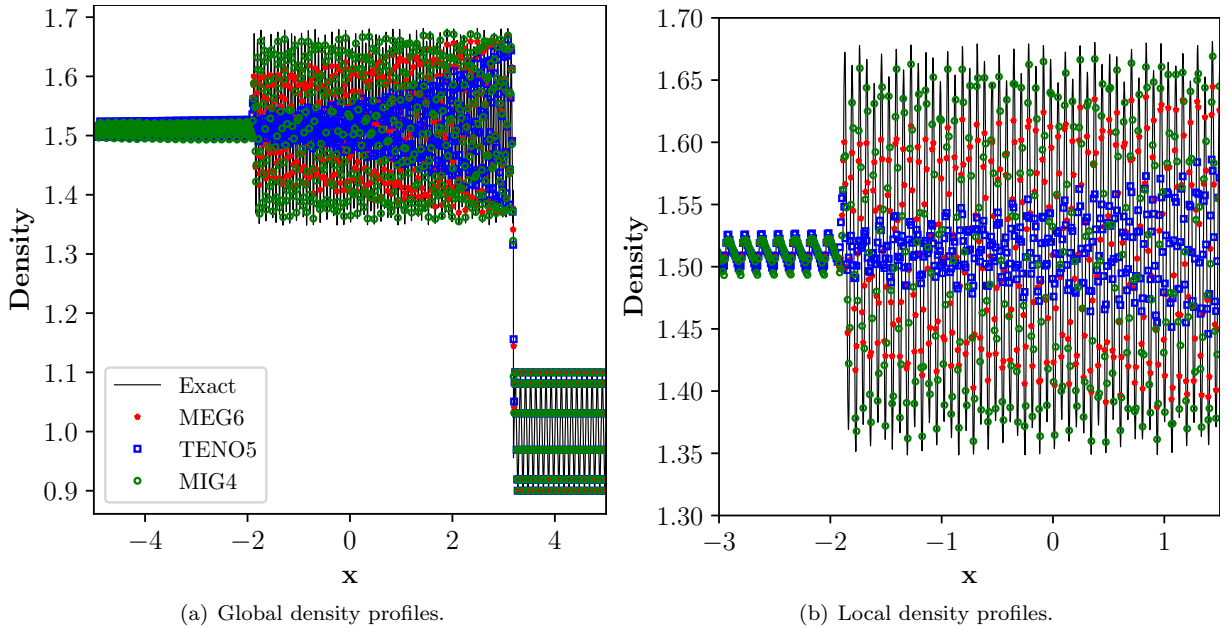 1.7
1.6
1.5
1.4
1.3
1.2
1.1
1.0
0.9
Density
Exact
MEG6
TENO5
MIG4
−4
−2
0
2
4
x
(a) Global density profiles.
1.70
1.65
1.60
1.55
1.50
1.45
1.40
1.35
1.30
Density
−3
−2
−1
0
1
x
(b) Local density profiles.